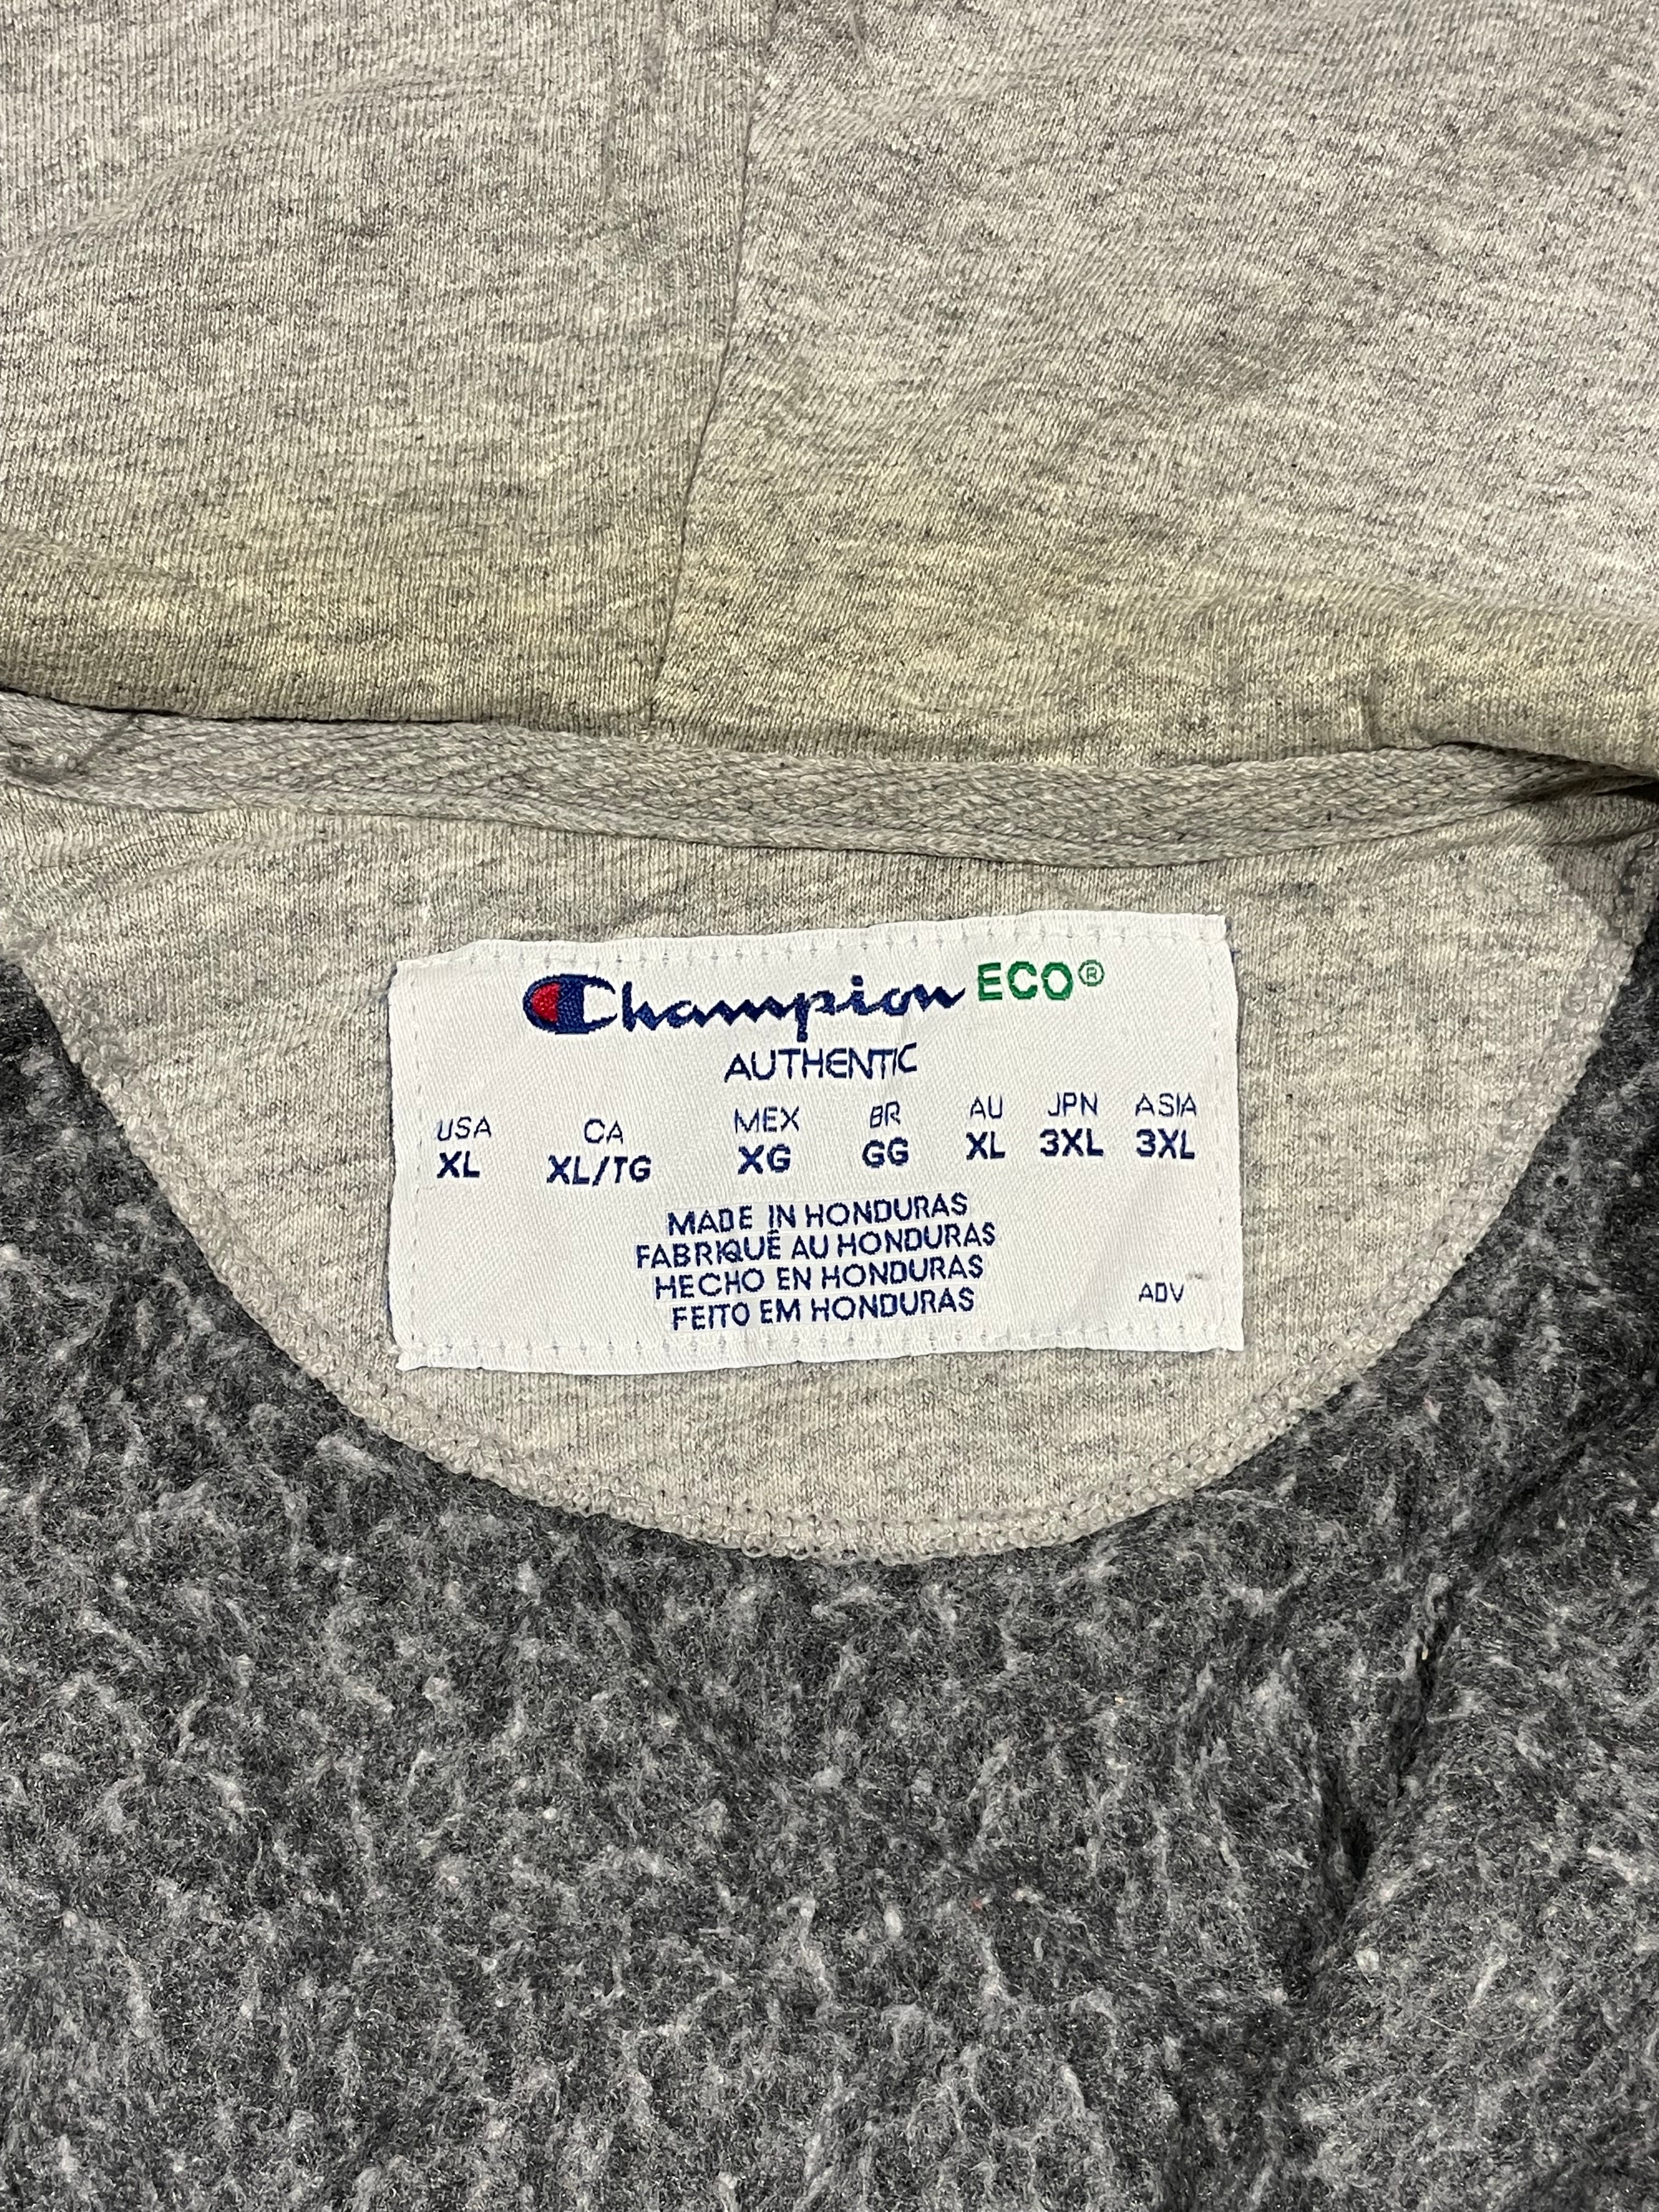 Champion ECO®
AUTHENTIC
USA CA MEX BR AU JPN ASIA
XL XL/TG XG GG XL 3XL 3XL
MADE IN HONDURAS
FABRIQUÉ AU HONDURAS
HECHO EN HONDURAS
FEITO EM HONDURAS
ADV